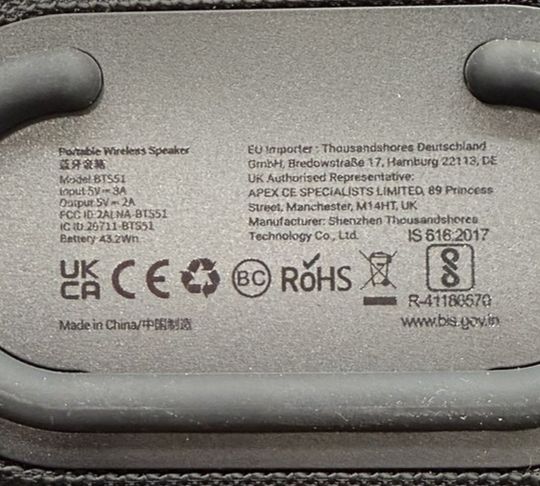 Portable Wireless Speaker
蓝牙音箱
Model:BTS51
Input:5V⎓3A
Output:5V⎓2A
FCC ID:2ALNA-BTS51
IC ID:26711-BTS51
Battery:43.2Wh
EU Importer : Thousandshores Deutschland
GmbH, Bredowstraße 17, Hamburg 22113, DE
UK Authorised Representative:
APEX CE SPECIALISTS LIMITED, 89 Princess
Street, Manchester, M14HT, UK
Manufacturer: Shenzhen Thousandshores
Technology Co., Ltd.
IS 616:2017
UK
CA
CE
BC
RoHS
R-41180570
Made in China/中国制造
www.bis.gov.in